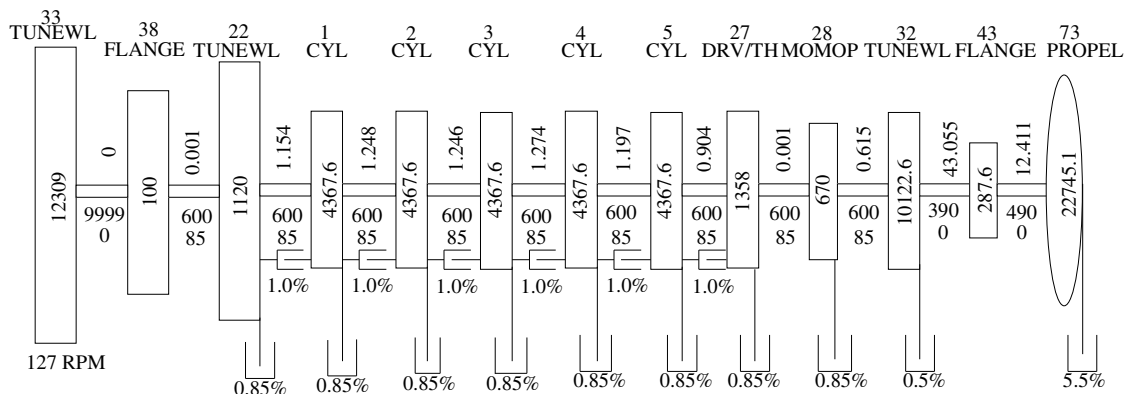 33 38 22 1 2 3 4 5 27 28 32 43 73
TUNEWL FLANGE TUNEWL CYL CYL CYL CYL CYL DRV/TH MOMOP TUNEWL FLANGE PROPEL
0 0.001 1.154 1.248 1.246 1.274 1.197 0.904 0.001 0.615 43.055 12.411
12309 100 1120 4367.6 4367.6 4367.6 4367.6 4367.6 1358 670 10122.6 287.6 22745.1
9999 600 600 600 600 600 600 600 600 600 390 490
0 85 85 85 85 85 85 85 85 85 0 0
1.0% 1.0% 1.0% 1.0% 1.0% 1.0%
127 RPM
0.85% 0.85% 0.85% 0.85% 0.85% 0.85% 0.85% 0.85% 0.5% 5.5%